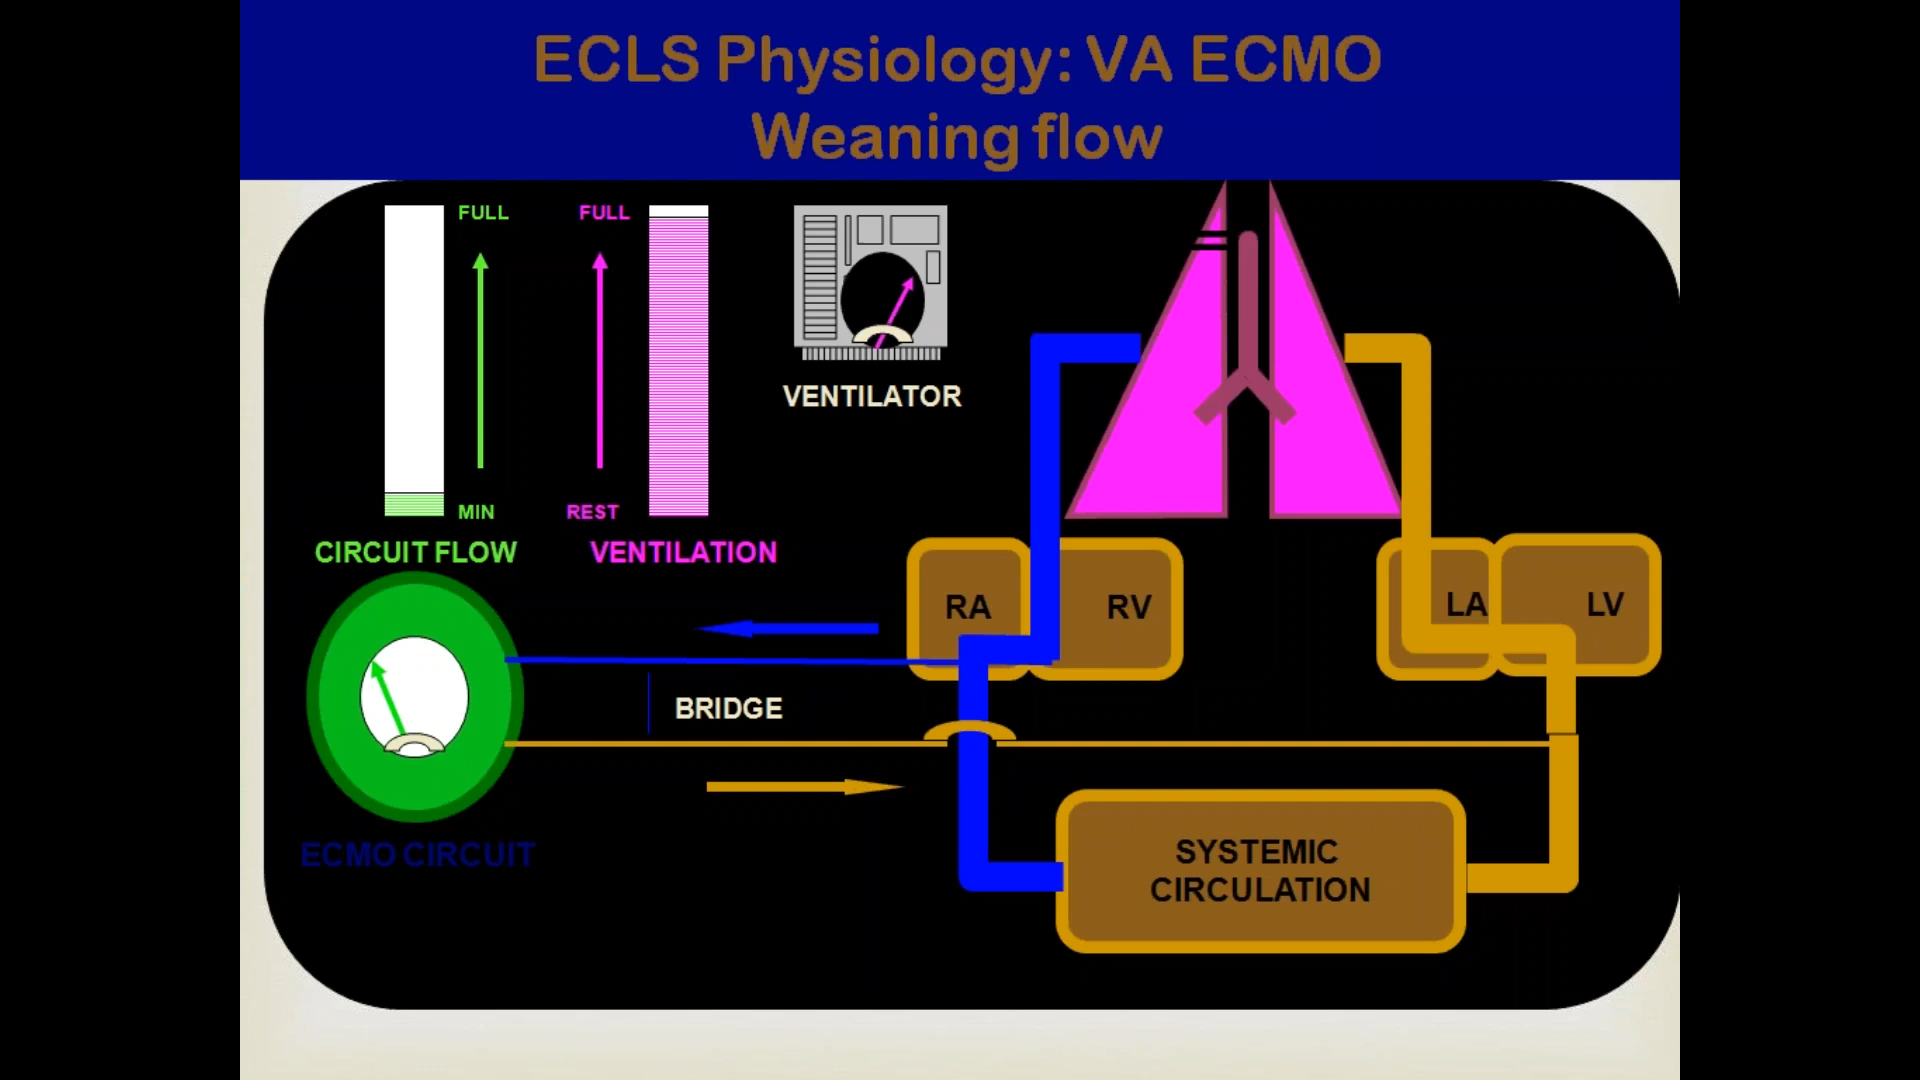 ECLS Physiology: VA ECMO
Weaning flow
FULL
FULL
VENTILATOR
MIN
REST
CIRCUIT FLOW
VENTILATION
RA
RV
LA
LV
BRIDGE
ECMO CIRCUIT
SYSTEMIC
CIRCULATION